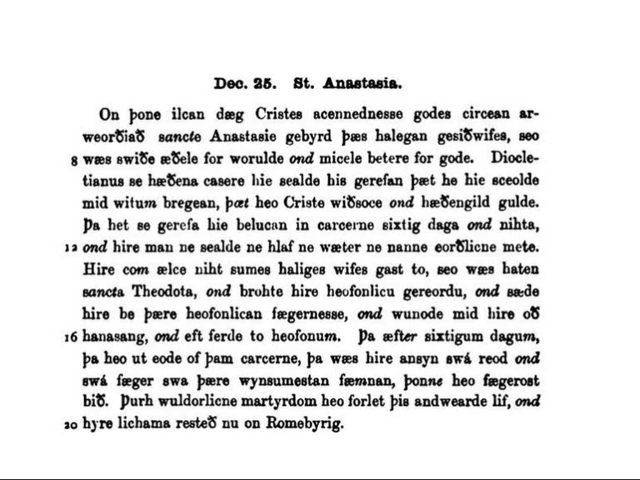 Dec. 25. St. Anastasia.
On þone ilcan dæg Cristes acennednesse godes circean ar-
weorðiað sancte Anastasie gebyrd þæs halegan gesiðwifes, seo
8 wæs swiðe æðele for worulde ond micele betere for gode. Diocle-
tianus se hæðena casere hie sealde his gerefan þæt he hie sceolde
mid witum bregean, þæt heo Criste wiðsoce ond hæðengild gulde.
Þa het se gerefa hie belucan in carcerne sixtig daga ond nihta,
12 ond hire man ne sealde ne hlaf ne wæter ne nanne eorðlicne mete.
Hire com ælce niht sumes haliges wifes gast to, seo wæs haten
sancta Theodota, ond brohte hire heofonlicu gereordu, ond sæde
hire be þære heofonlican fægernesse, ond wunode mid hire oð
16 hanasang, ond eft ferde to heofonum. Þa æfter sixtigum dagum,
þa heo ut eode of þam carcerne, þa wæs hire ansyn swá reod ond
swá fæger swa þære wynsumestan fæmnan, þonne heo fægerost
bið. Þurh wuldorlicne martyrdom heo forlet þis andwearde lif, ond
20 hyre lichama resteð nu on Romebyrig.